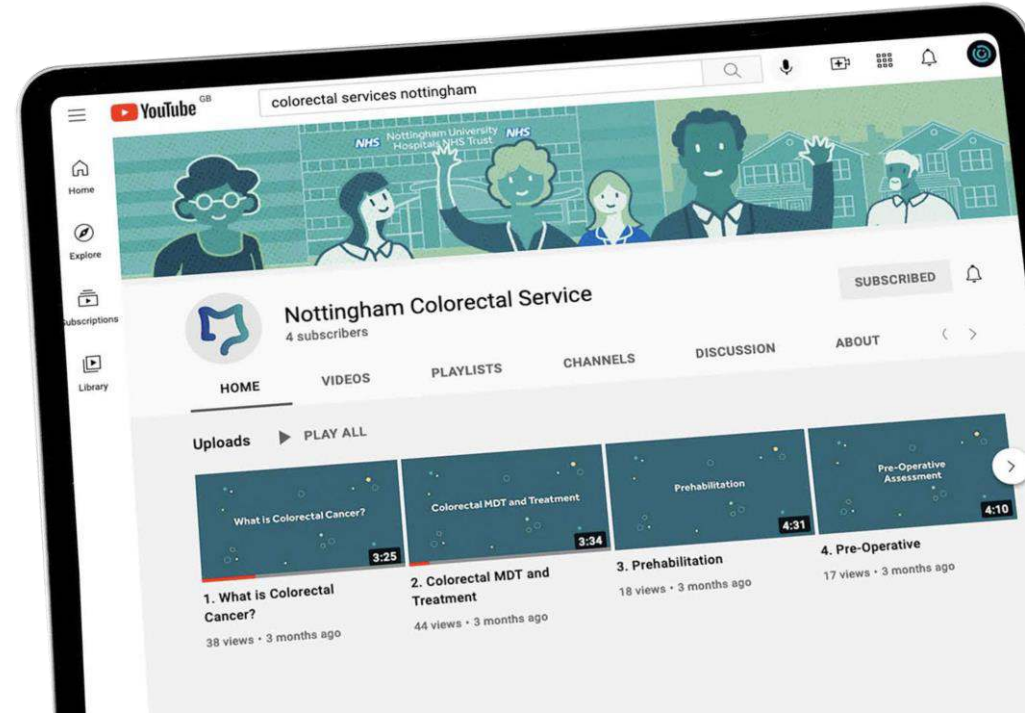 YouTube GB
colorectal services nottingham
Home
Explore
Subscriptions
Library
NHS Nottingham University NHS
Hospitals NHS Trust
Nottingham Colorectal Service
4 subscribers
SUBSCRIBED
HOME VIDEOS PLAYLISTS CHANNELS DISCUSSION ABOUT
Uploads PLAY ALL
What is Colorectal Cancer?
3:25
1. What is Colorectal
Cancer?
38 views • 3 months ago
Colorectal MDT and Treatment
3:34
2. Colorectal MDT and
Treatment
44 views • 3 months ago
Prehabilitation
4:31
3. Prehabilitation
18 views • 3 months ago
Pre-Operative
Assessment
4:10
4. Pre-Operative
17 views • 3 months ago